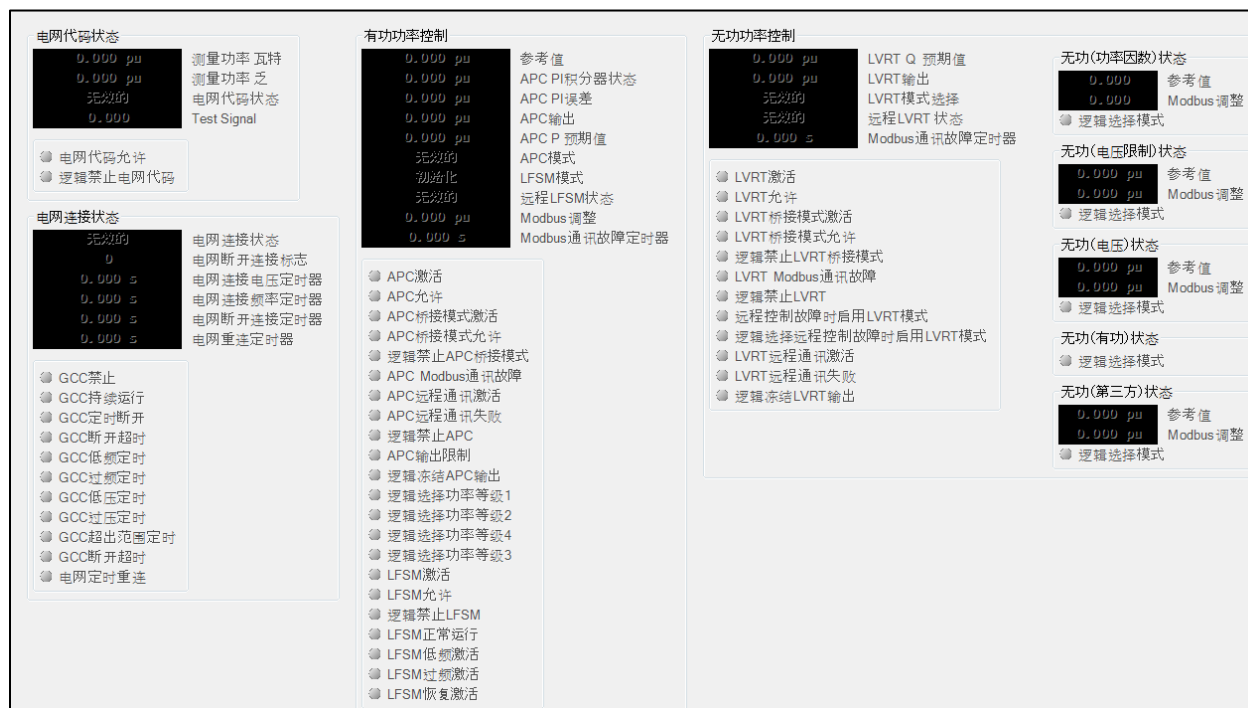 电网代码状态
0.000 pu 测量功率 瓦特
0.000 pu 测量功率 乏
无效的 电网代码状态
0.000 Test Signal
电网代码允许
逻辑禁止电网代码
电网连接状态
无效的 电网连接状态
0 电网断开连接标志
0.000 s 电网连接电压定时器
0.000 s 电网连接频率定时器
0.000 s 电网断开连接定时器
0.000 s 电网重连定时器
GCC禁止
GCC持续运行
GCC定时断开
GCC断开超时
GCC低频定时
GCC过频定时
GCC低压定时
GCC过压定时
GCC超出范围定时
GCC断开超时
电网定时重连
有功功率控制
0.000 pu 参考值
0.000 pu APC PI积分器状态
0.000 pu APC PI误差
0.000 pu APC输出
0.000 pu APC P 预期值
无效的 APC模式
初始化 LFSM模式
无效的 远程LFSM状态
0.000 pu Modbus调整
0.000 s Modbus通讯故障定时器
APC激活
APC允许
APC桥接模式激活
APC桥接模式允许
逻辑禁止APC桥接模式
APC Modbus通讯故障
APC远程通讯激活
APC远程通讯失败
逻辑禁止APC
APC输出限制
逻辑冻结APC输出
逻辑选择功率等级1
逻辑选择功率等级2
逻辑选择功率等级4
逻辑选择功率等级3
LFSM激活
LFSM允许
逻辑禁止LFSM
LFSM正常运行
LFSM低频激活
LFSM过频激活
LFSM恢复激活
无功功率控制
0.000 pu LVRT Q 预期值
0.000 pu LVRT输出
无效的 LVRT模式选择
无效的 远程LVRT 状态
0.000 s Modbus通讯故障定时器
LVRT激活
LVRT允许
LVRT桥接模式激活
LVRT桥接模式允许
逻辑禁止LVRT桥接模式
LVRT Modbus通讯故障
逻辑禁止LVRT
远程控制故障时启用LVRT模式
逻辑选择远程控制故障时启用LVRT模式
LVRT远程通讯激活
LVRT远程通讯失败
逻辑冻结LVRT输出
无功(功率因数)状态
0.000 参考值
0.000 Modbus调整
逻辑选择模式
无功(电压限制)状态
0.000 pu 参考值
0.000 pu Modbus调整
逻辑选择模式
无功(电压)状态
0.000 pu 参考值
0.000 pu Modbus调整
逻辑选择模式
无功(有功)状态
逻辑选择模式
无功(第三方)状态
0.000 pu 参考值
0.000 pu Modbus调整
逻辑选择模式